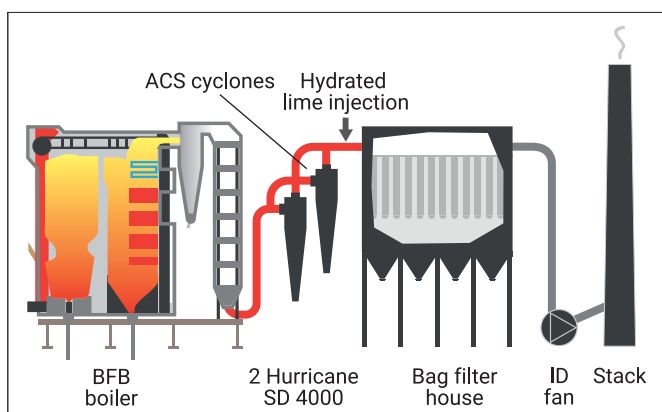 ACS cyclones
Hydrated
lime injection
BFB
boiler
2 Hurricane
SD 4000
Bag filter
house
ID
fan
Stack